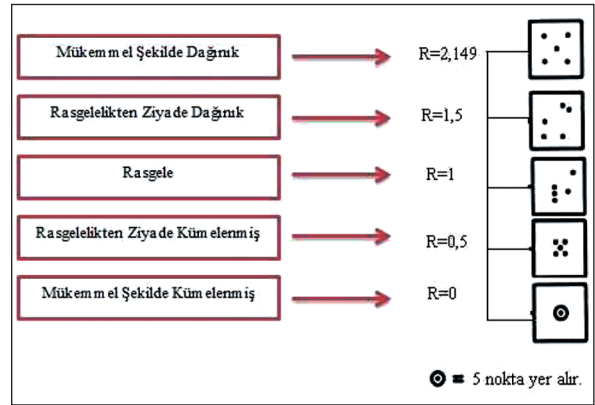 Mükemmel Şekilde Dağınık
R=2,149
Rasgelelikten Ziyade Dağınık
R=1,5
Rasgele
R=1
Rasgelelikten Ziyade Kümelenmiş
R=0,5
Mükemmel Şekilde Kümelenmiş
R=0
= 5 nokta yer alır.